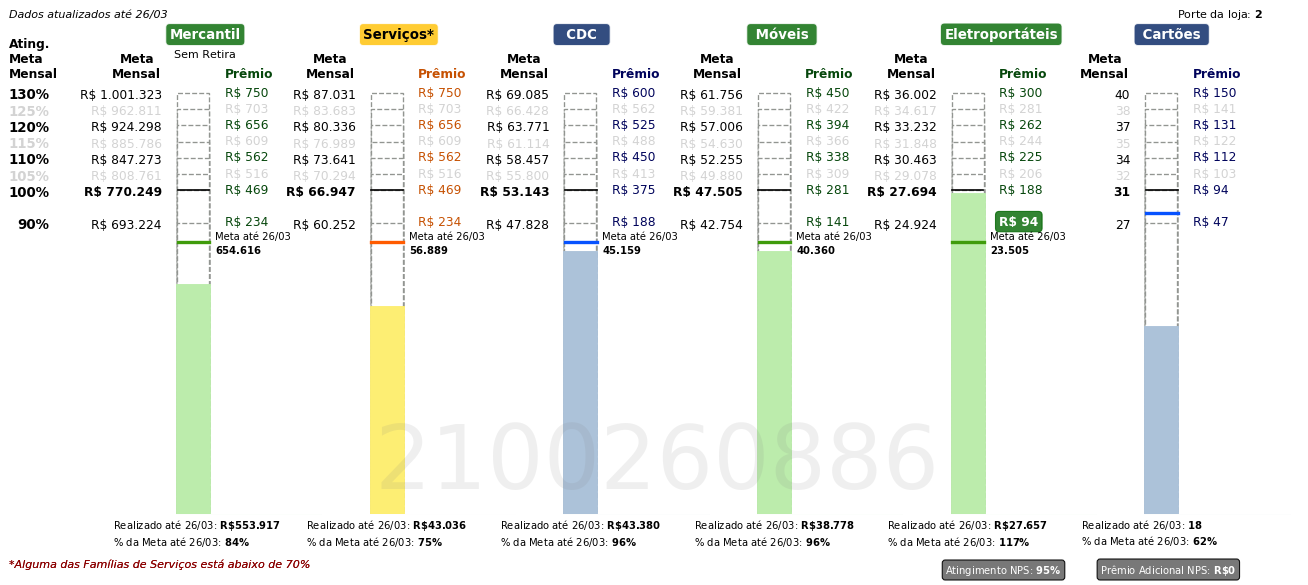 Dados atualizados até 26/03
Porte da loja: 2
Mercantil Serviços* CDC Móveis Eletroportáteis Cartões
Sem Retira
Ating. Meta Mensal
Meta Mensal Prêmio Meta Mensal Prêmio Meta Mensal Prêmio Meta Mensal Prêmio Meta Mensal Prêmio Meta Mensal Prêmio
130% R$ 1.001.323 R$ 750 R$ 87.031 R$ 750 R$ 69.085 R$ 600 R$ 61.756 R$ 450 R$ 36.002 R$ 300 40 R$ 150
125% R$ 962.811 R$ 703 R$ 83.683 R$ 703 R$ 66.428 R$ 562 R$ 59.381 R$ 422 R$ 34.617 R$ 281 38 R$ 141
120% R$ 924.298 R$ 656 R$ 80.336 R$ 656 R$ 63.771 R$ 525 R$ 57.006 R$ 394 R$ 33.232 R$ 262 37 R$ 131
115% R$ 885.786 R$ 609 R$ 76.989 R$ 609 R$ 61.114 R$ 488 R$ 54.630 R$ 366 R$ 31.848 R$ 244 35 R$ 122
110% R$ 847.273 R$ 562 R$ 73.641 R$ 562 R$ 58.457 R$ 450 R$ 52.255 R$ 338 R$ 30.463 R$ 225 34 R$ 112
105% R$ 808.761 R$ 516 R$ 70.294 R$ 516 R$ 55.800 R$ 413 R$ 49.880 R$ 309 R$ 29.078 R$ 206 32 R$ 103
100% R$ 770.249 R$ 469 R$ 66.947 R$ 469 R$ 53.143 R$ 375 R$ 47.505 R$ 281 R$ 27.694 R$ 188 31 R$ 94
90% R$ 693.224 R$ 234 R$ 60.252 R$ 234 R$ 47.828 R$ 188 R$ 42.754 R$ 141 R$ 24.924 R$ 94 27 R$ 47
Meta até 26/03 Meta até 26/03 Meta até 26/03 Meta até 26/03 Meta até 26/03
654.616 56.889 45.159 40.360 23.505
2100260886
Realizado até 26/03: R$553.917 Realizado até 26/03: R$43.036 Realizado até 26/03: R$43.380 Realizado até 26/03: R$38.778 Realizado até 26/03: R$27.657 Realizado até 26/03: 18
% da Meta até 26/03: 84% % da Meta até 26/03: 75% % da Meta até 26/03: 96% % da Meta até 26/03: 96% % da Meta até 26/03: 117% % da Meta até 26/03: 62%
*Alguma das Famílias de Serviços está abaixo de 70%
Atingimento NPS: 95% Prêmio Adicional NPS: R$0